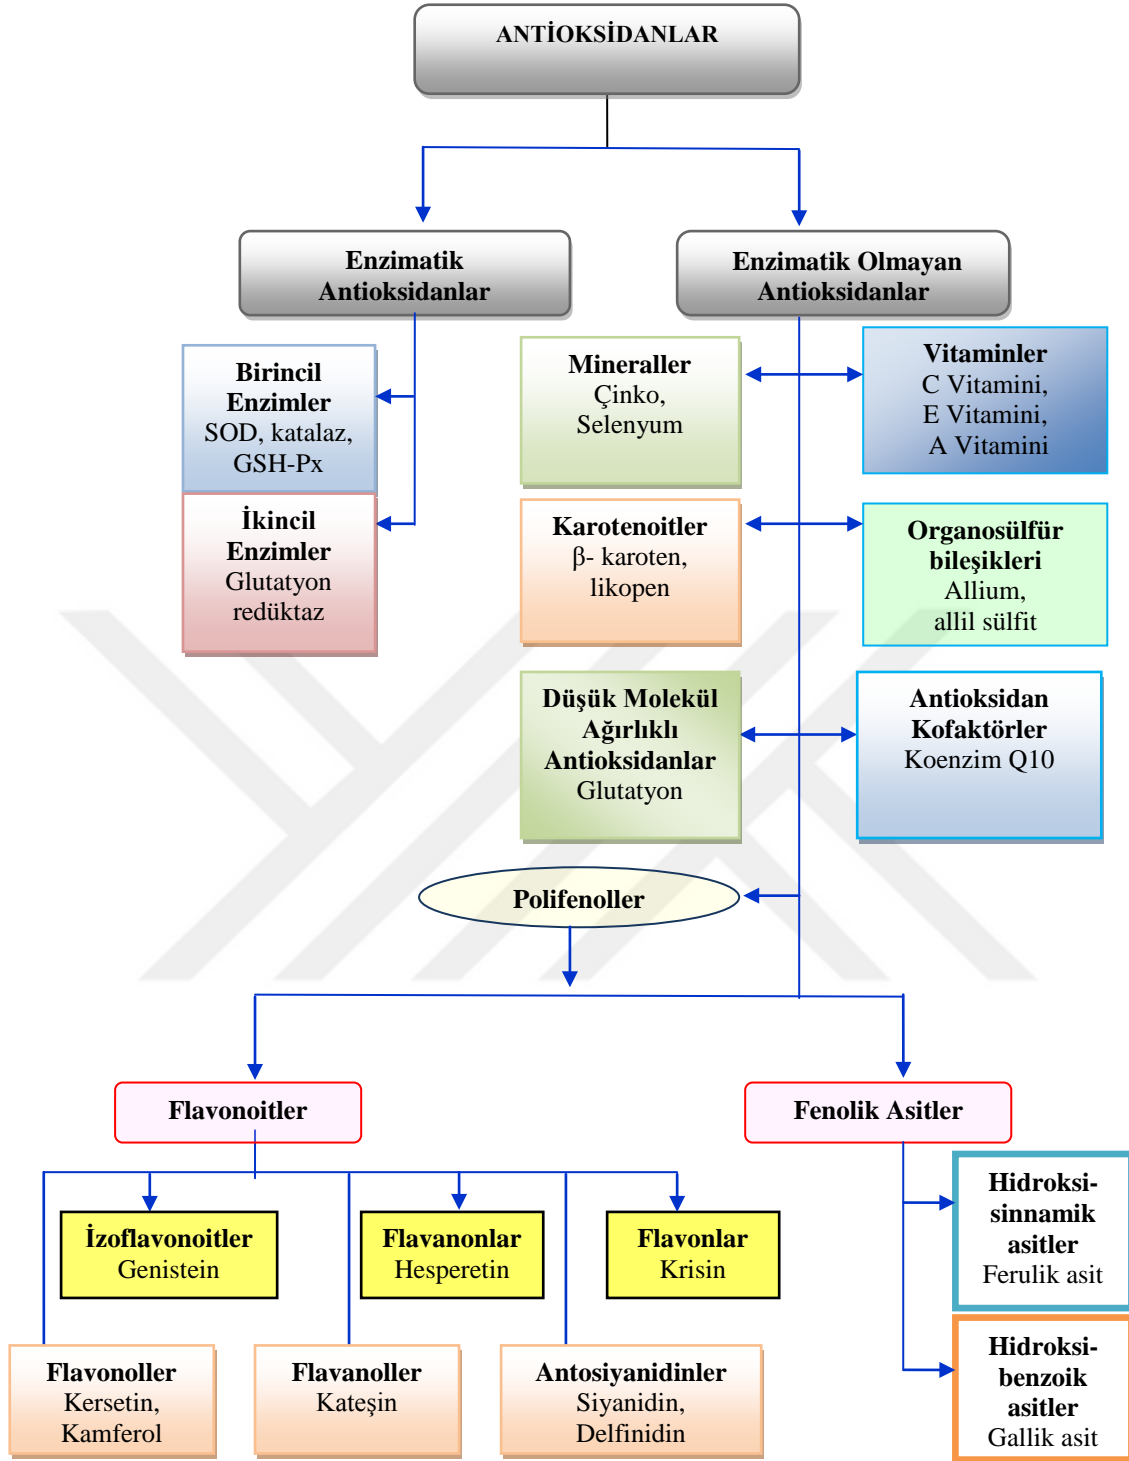 ANTİOKSİDANLAR
Enzimatik
Antioksidanlar
Enzimatik Olmayan
Antioksidanlar
Birincil
Enzimler
SOD, katalaz,
GSH-Px
Mineraller
Çinko,
Selenyum
Vitaminler
C Vitamini,
E Vitamini,
A Vitamini
İkincil
Enzimler
Glutatyon
redüktaz
Karotenoitler
β- karoten,
likopen
Organosülfür
bileşikleri
Allium,
allil sülfit
Düşük Molekül
Ağırlıklı
Antioksidanlar
Glutatyon
Antioksidan
Kofaktörler
Koenzim Q10
Polifenoller
Flavonoitler
Fenolik Asitler
İzoflavonoitler
Genistein
Flavanonlar
Hesperetin
Flavonlar
Krisin
Hidroksi-
sinnamik
asitler
Ferulik asit
Flavonoller
Kersetin,
Kamferol
Flavanoller
Kateşin
Antosiyanidinler
Siyanidin,
Delfinidin
Hidroksi-
benzoik
asitler
Gallik asit